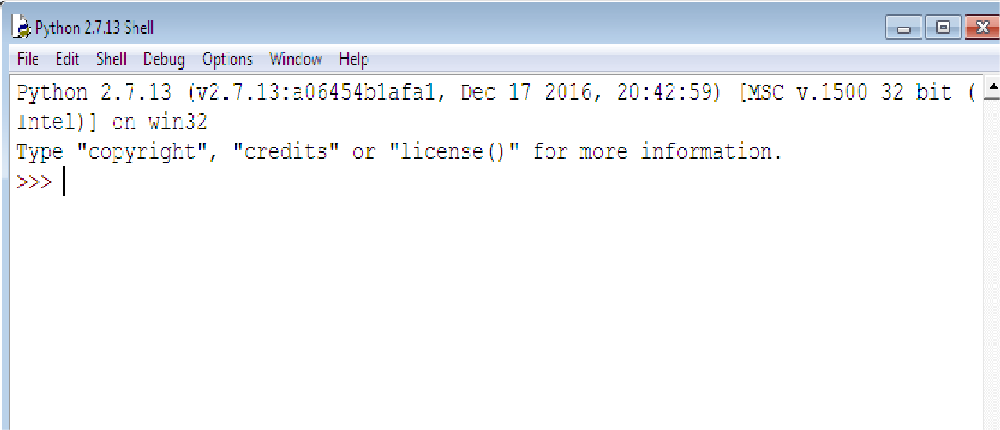 Python 2.7.13 Shell
File Edit Shell Debug Options Window Help
Python 2.7.13 (v2.7.13:a06454b1afa1, Dec 17 2016, 20:42:59) [MSC v.1500 32 bit (
Intel)] on win32
Type "copyright", "credits" or "license()" for more information.
>>>